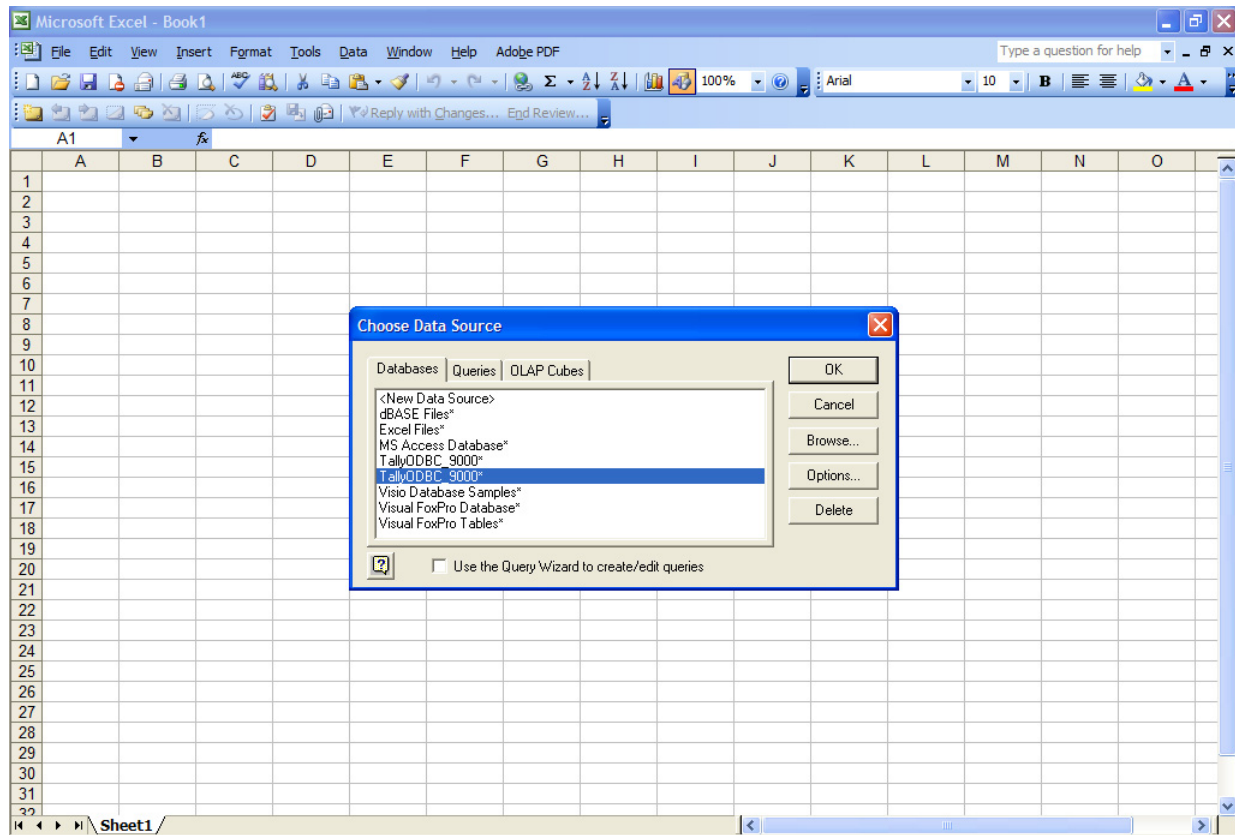 Microsoft Excel - Book1
File Edit View Insert Format Tools Data Window Help Adobe PDF Type a question for help
100% Arial 10 B A
Reply with Changes... End Review...
A1 fx
A B C D E F G H I J K L M N O
1
2
3
4
5
6
7
8
9
10
11
12
13
14
15
16
17
18
19
20
21
22
23
24
25
26
27
28
29
30
31
32
Choose Data Source
Databases Queries OLAP Cubes
<New Data Source>
dBASE Files*
Excel Files*
MS Access Database*
TallyODBC_9000*
TallyODBC_9000*
Visio Database Samples*
Visual FoxPro Database*
Visual FoxPro Tables*
OK
Cancel
Browse...
Options...
Delete
Use the Query Wizard to create/edit queries
Sheet1